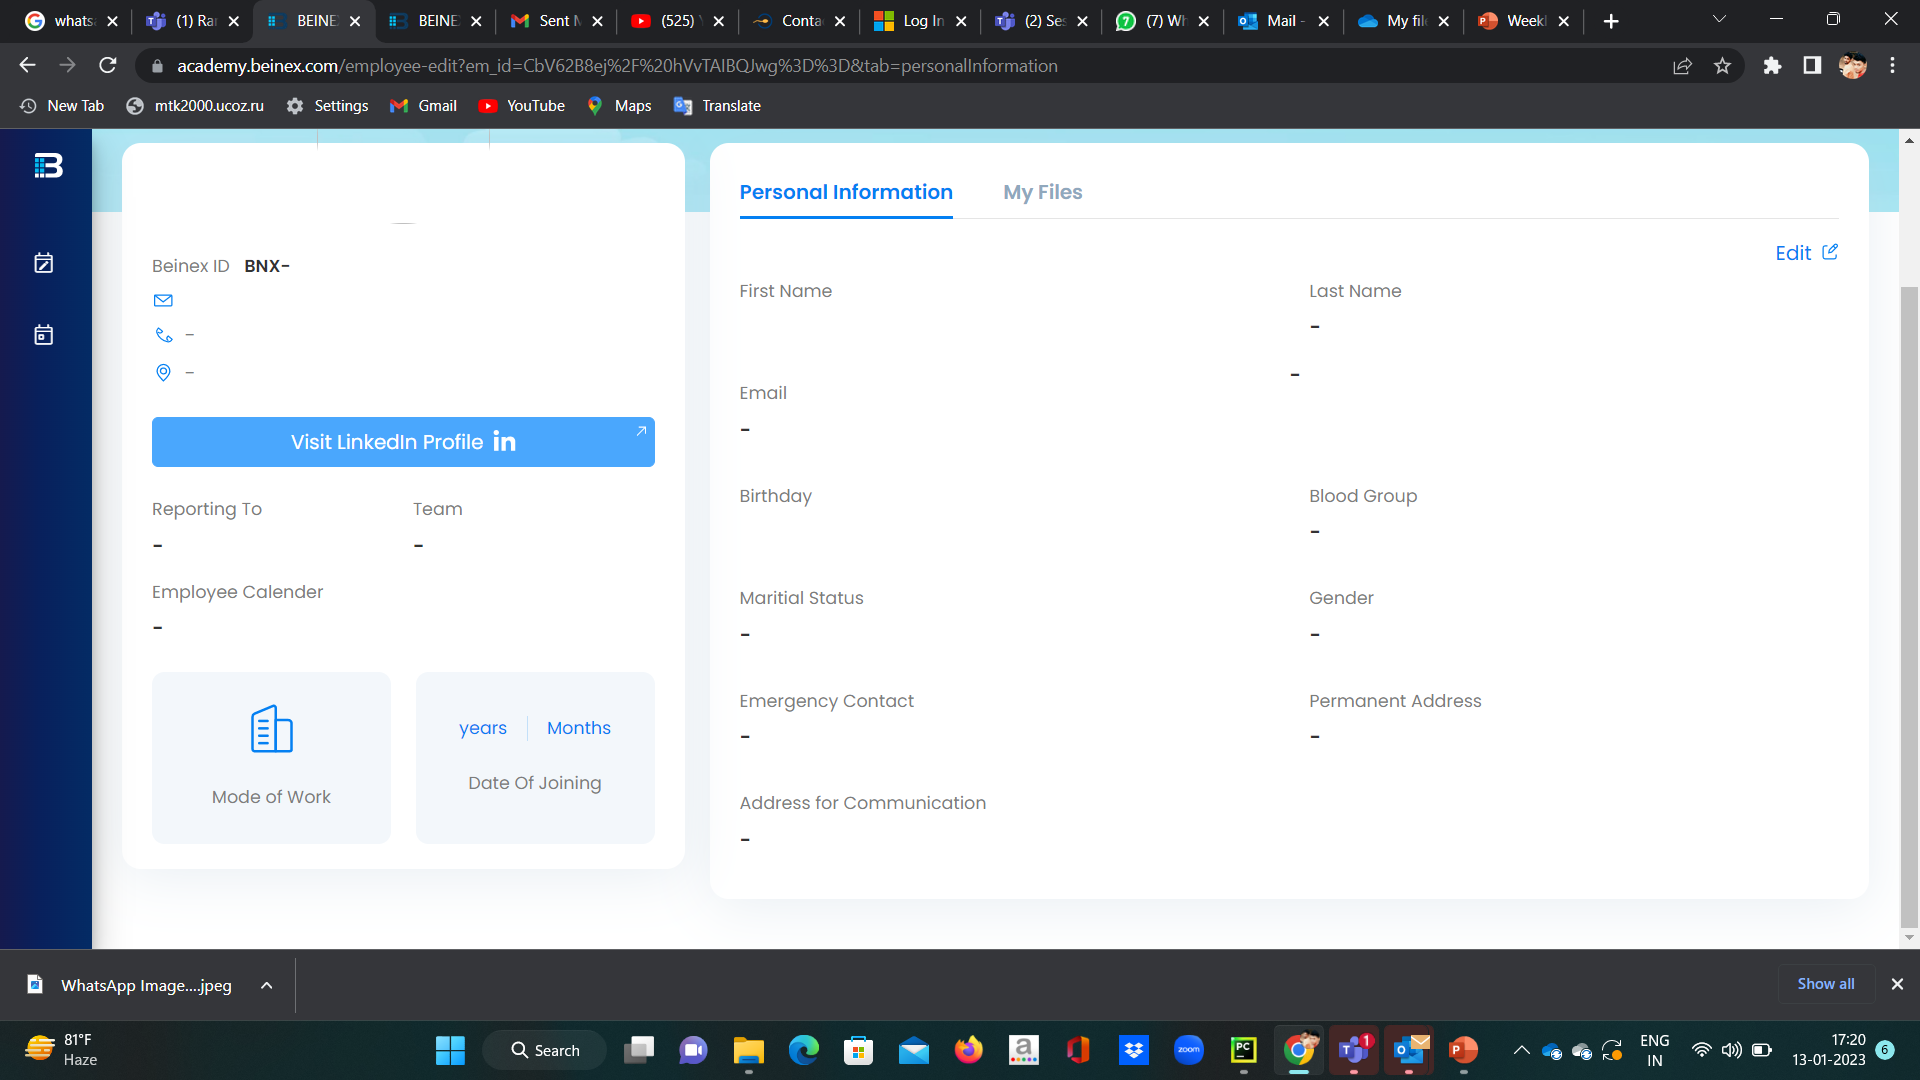 whats
(1) Ra
BEINE
BEINE
Sent M
(525)
Conta
Log In
(2) Se
(7) Wh
Mail -
My fil
Weekl
academy.beinex.com/employee-edit?em_id=CbV62B8ej%2F%20hVvTAIBQJwg%3D%3D&tab=personalInformation
New Tab
mtk2000.ucoz.ru
Settings
Gmail
YouTube
Maps
Translate
B
Personal Information
My Files
Edit
Beinex ID BNX-
-
-
Visit LinkedIn Profile in
Reporting To
Team
-
-
Employee Calender
-
Mode of Work
years
Months
Date Of Joining
First Name
Last Name
-
-
Email
-
Birthday
Blood Group
-
Maritial Status
Gender
-
-
Emergency Contact
Permanent Address
-
-
Address for Communication
-
WhatsApp Image....jpeg
Show all
81°F
Haze
Search
a
zoom
PC
1
P
ENG
IN
17:20
13-01-2023
6